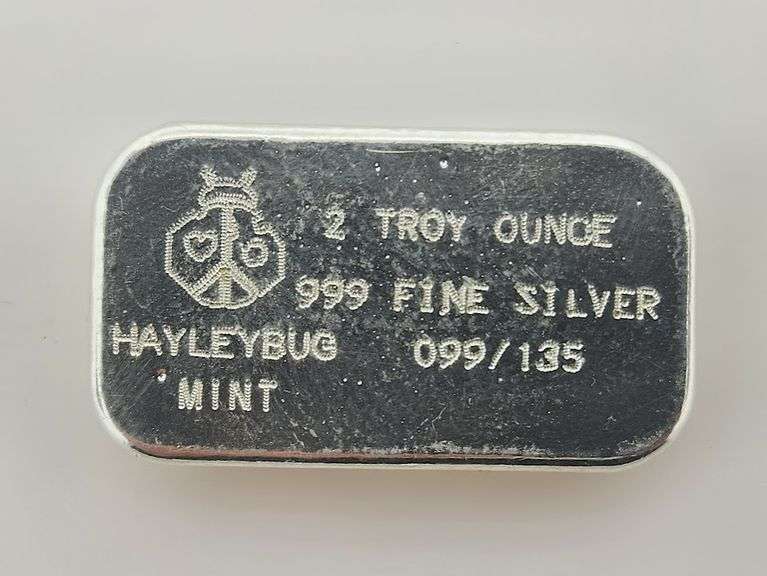 2 TROY OUNCE
999 FINE SILVER
HAYLEYBUG 099/135
MINT